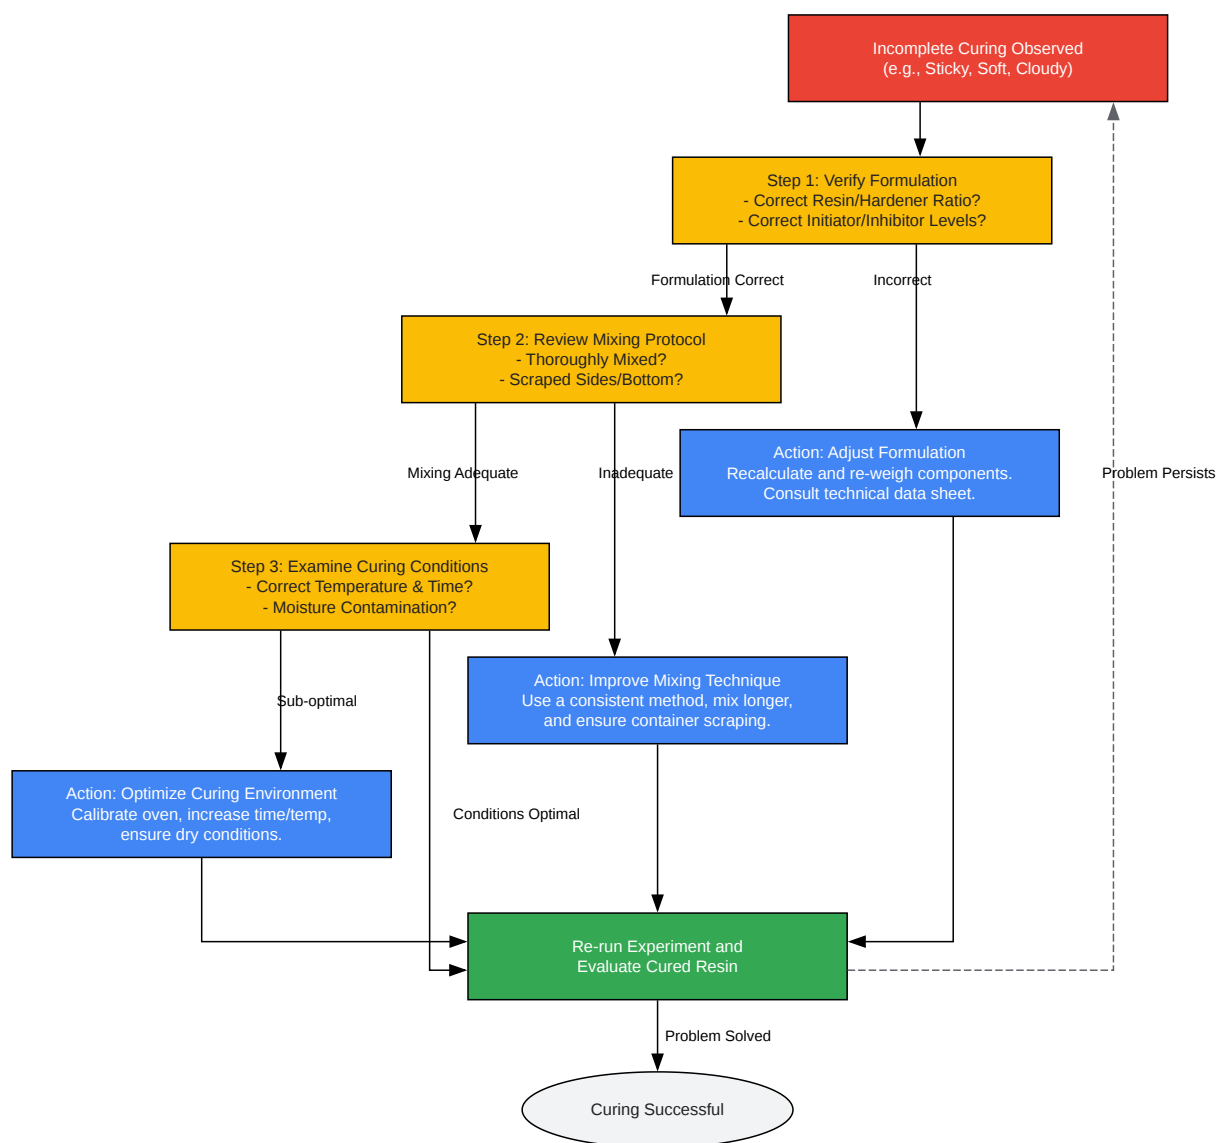 Incomplete Curing Observed
(e.g., Sticky, Soft, Cloudy)
Step 1: Verify Formulation
- Correct Resin/Hardener Ratio?
- Correct Initiator/Inhibitor Levels?
Formulation Correct
Incorrect
Step 2: Review Mixing Protocol
- Thoroughly Mixed?
- Scraped Sides/Bottom?
Action: Adjust Formulation
Recalculate and re-weigh components.
Consult technical data sheet.
Mixing Adequate
Inadequate
Problem Persists
Step 3: Examine Curing Conditions
- Correct Temperature & Time?
- Moisture Contamination?
Action: Improve Mixing Technique
Use a consistent method, mix longer,
and ensure container scraping.
Sub-optimal
Action: Optimize Curing Environment
Calibrate oven, increase time/temp,
ensure dry conditions.
Conditions Optimal
Re-run Experiment and
Evaluate Cured Resin
Problem Solved
Curing Successful